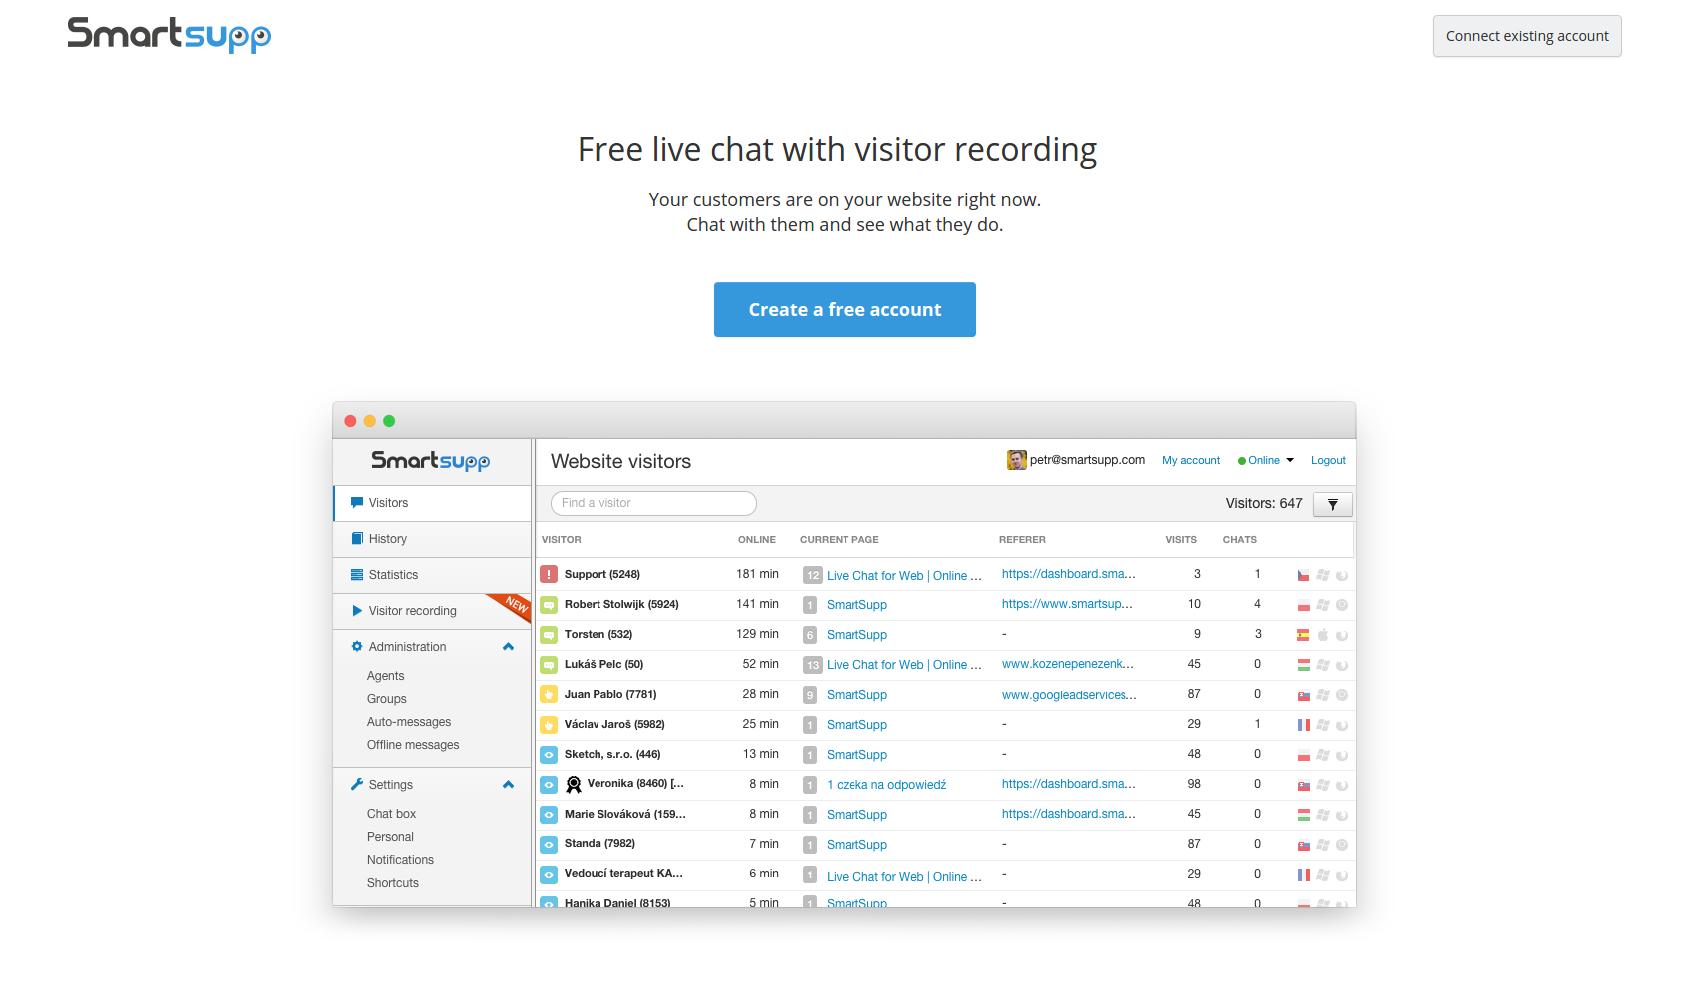 Smartsupp
Connect existing account
Free live chat with visitor recording
Your customers are on your website right now.
Chat with them and see what they do.
Create a free account
Smartsupp
Website visitors
petr@smartsupp.com My account Online Logout
Visitors
Find a visitor
Visitors: 647
History
Statistics
Visitor recording NEW
Administration
Agents
Groups
Auto-messages
Offline messages
Settings
Chat box
Personal
Notifications
Shortcuts
VISITOR ONLINE CURRENT PAGE REFERER VISITS CHATS
Support (5248) 181 min 12 Live Chat for Web | Online ... https://dashboard.sma... 3 1
Robert Stolwijk (5924) 141 min 1 SmartSupp https://www.smartsup... 10 4
Torsten (532) 129 min 6 SmartSupp - 9 3
Lukáš Pelc (50) 52 min 13 Live Chat for Web | Online ... www.kozenepenezenk... 45 0
Juan Pablo (7781) 28 min 9 SmartSupp www.googleadservices... 87 0
Václav Jaroš (5982) 25 min 1 SmartSupp - 29 1
Sketch, s.r.o. (446) 13 min 1 SmartSupp - 48 0
Veronika (8460) [... 8 min 1 1 czeka na odpowiedź https://dashboard.sma... 98 0
Marie Slováková (159... 8 min 1 SmartSupp https://dashboard.sma... 45 0
Standa (7982) 7 min 1 SmartSupp - 87 0
Vedoucí terapeut KA... 6 min 1 Live Chat for Web | Online ... - 29 0
Hanika Daniel (8153) 5 min 1 SmartSupp - 48 0